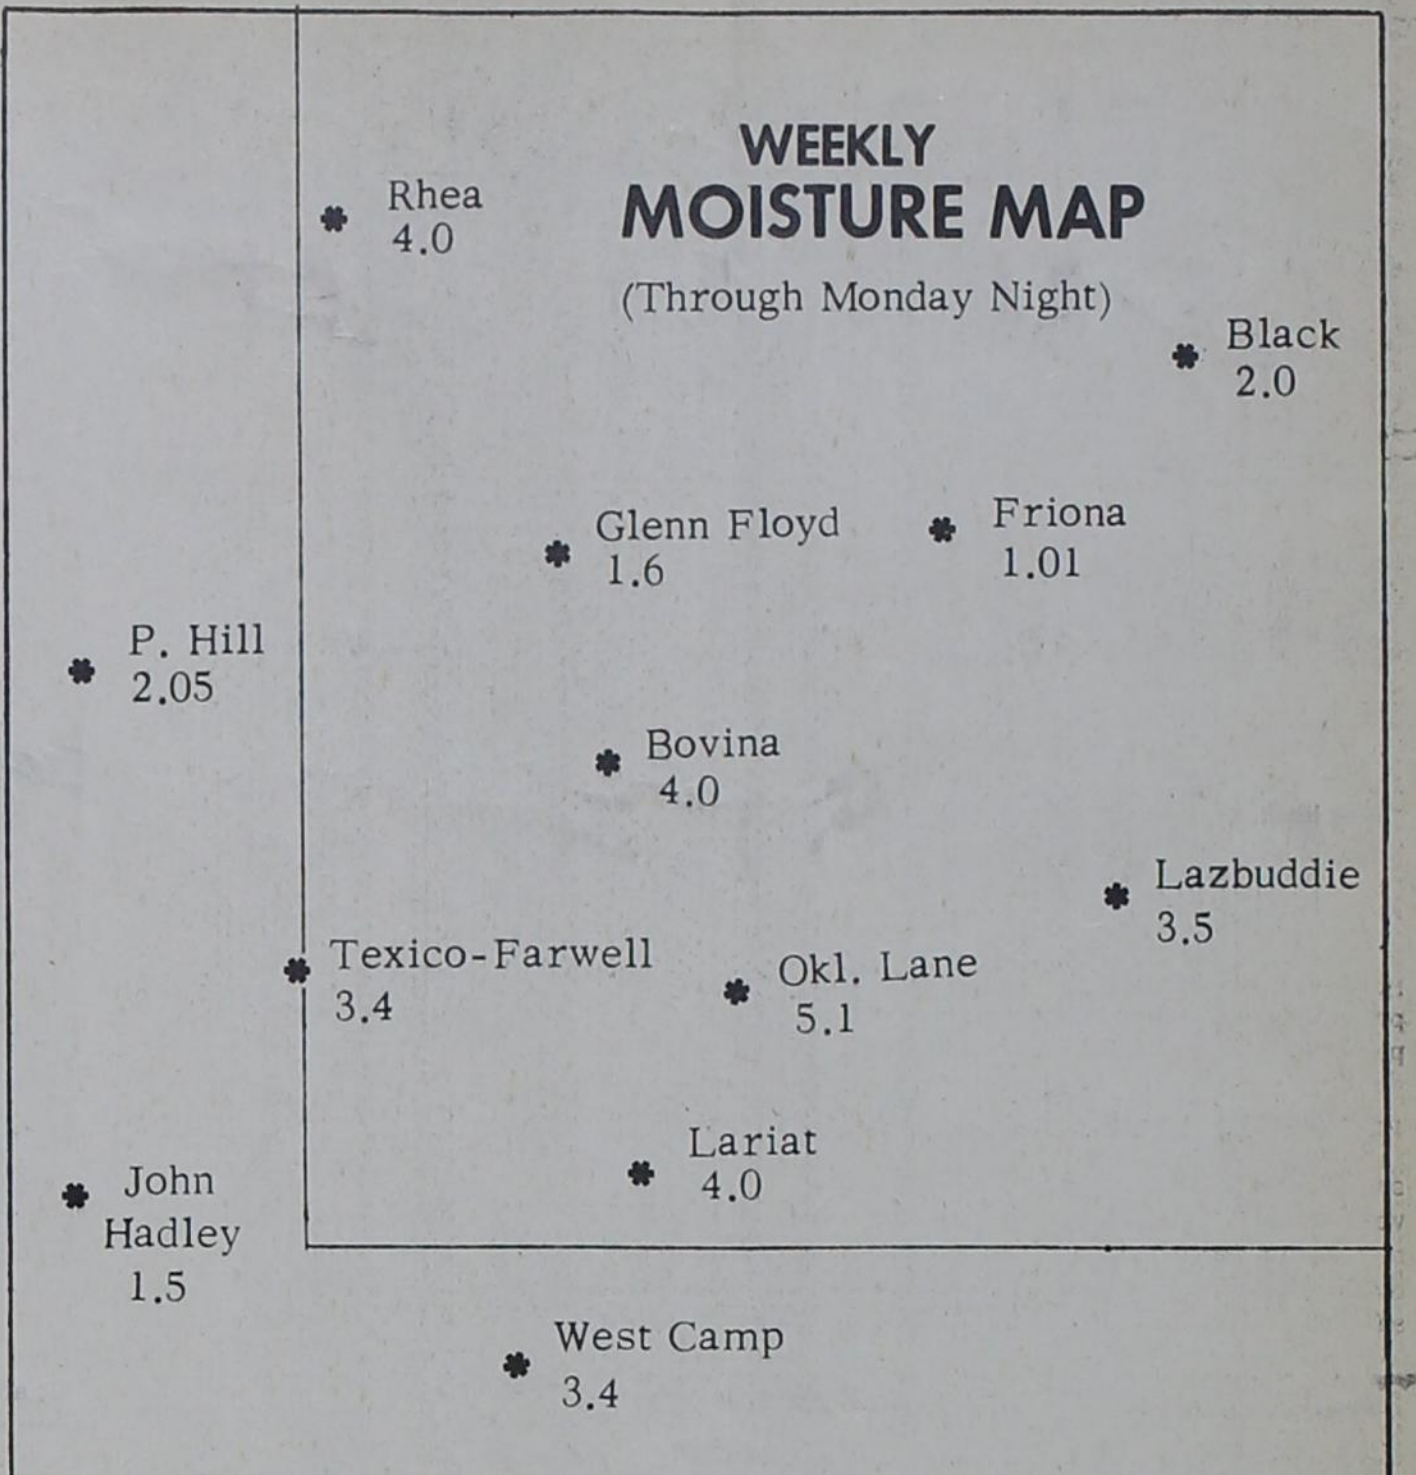 WEEKLY
MOISTURE MAP
(Through Monday Night)
Rhea
4.0
Black
2.0
Glenn Floyd
1.6
Friona
1.01
P. Hill
2.05
Bovina
4.0
Lazbuddie
3.5
Texico-Farwell
3.4
Okl. Lane
5.1
Lariat
4.0
John
Hadley
1.5
West Camp
3.4